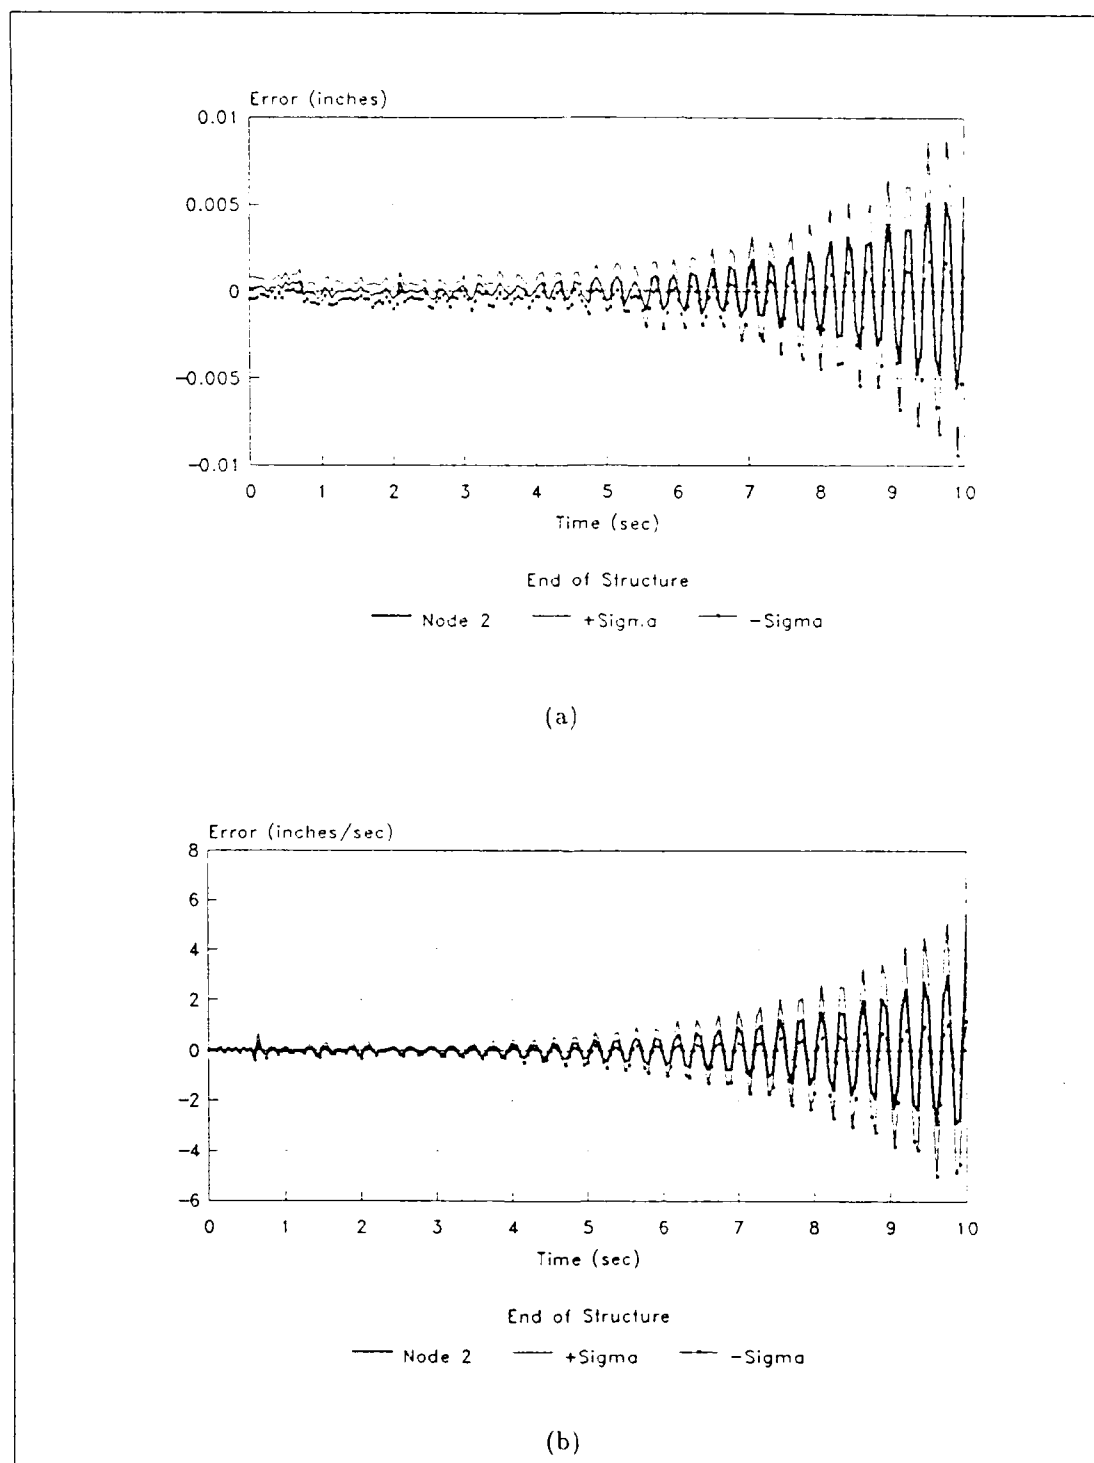 Error (inches)
0.01
0.005
0
-0.005
-0.01
0 1 2 3 4 5 6 7 8 9 10
Time (sec)
End of Structure
Node 2 +Sigma -Sigma
(a)
Error (inches/sec)
8
6
4
2
0
-2
-4
-6
0 1 2 3 4 5 6 7 8 9 10
Time (sec)
End of Structure
Node 2 +Sigma -Sigma
(b)